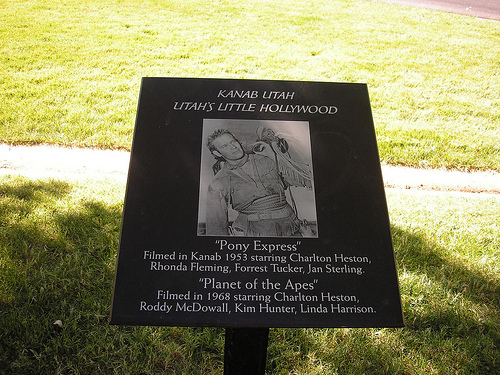 KANAB UTAH
UTAH'S LITTLE HOLLYWOOD
"Pony Express"
Filmed in Kanab 1953 starring Charlton Heston,
Rhonda Fleming, Forrest Tucker, Jan Sterling.
"Planet of the Apes"
Filmed in 1968 starring Charlton Heston,
Roddy McDowall, Kim Hunter, Linda Harrison.